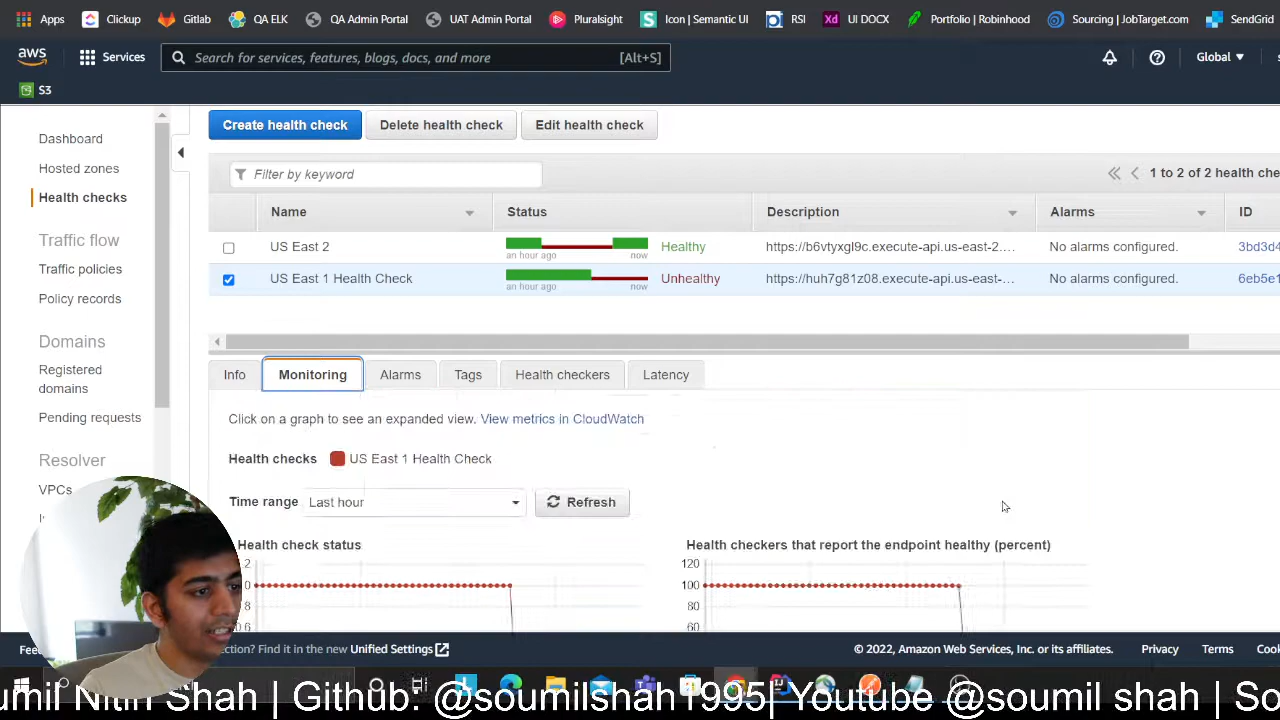 Apps Clickup Gitlab QA ELK QA Admin Portal Admin Portal Pluralsight Icon | Semantic UI RSI UI DOCX Portfolio | Robinhood Sourcing | JobTarget.com SendGrid
aws Services Search for services, features, blogs, docs, and more [Alt+S] Global
S3
Dashboard
Hosted zones
Health checks
Traffic flow
Traffic policies
Policy records
Domains
Registered
domains
Pending requests
Resolver
VPCs
Create health check Delete health check Edit health check
Filter by keyword 1 to 2 of 2 health che
Name Status Description Alarms ID
US East 2 an hour ago now Healthy https://b6vtyxgl9c.execute-api.us-east-2.... No alarms configured. 3bd3d4
US East 1 Health Check an hour ago now Unhealthy https://huh7g81z08.execute-api.us-east-... No alarms configured. 6eb5e1
Info Monitoring Alarms Tags Health checkers Latency
Click on a graph to see an expanded view. View metrics in CloudWatch
Health checks US East 1 Health Check
Time range Last hour Refresh
Health check status Health checkers that report the endpoint healthy (percent)
120
100
80
60
Fee ction? Find it in the new Unified Settings © 2022, Amazon Web Services, Inc. or its affiliates. Privacy Terms Cook
umil Nitin Shah | Github: @soumilshah1995| Youtube @soumil shah | So